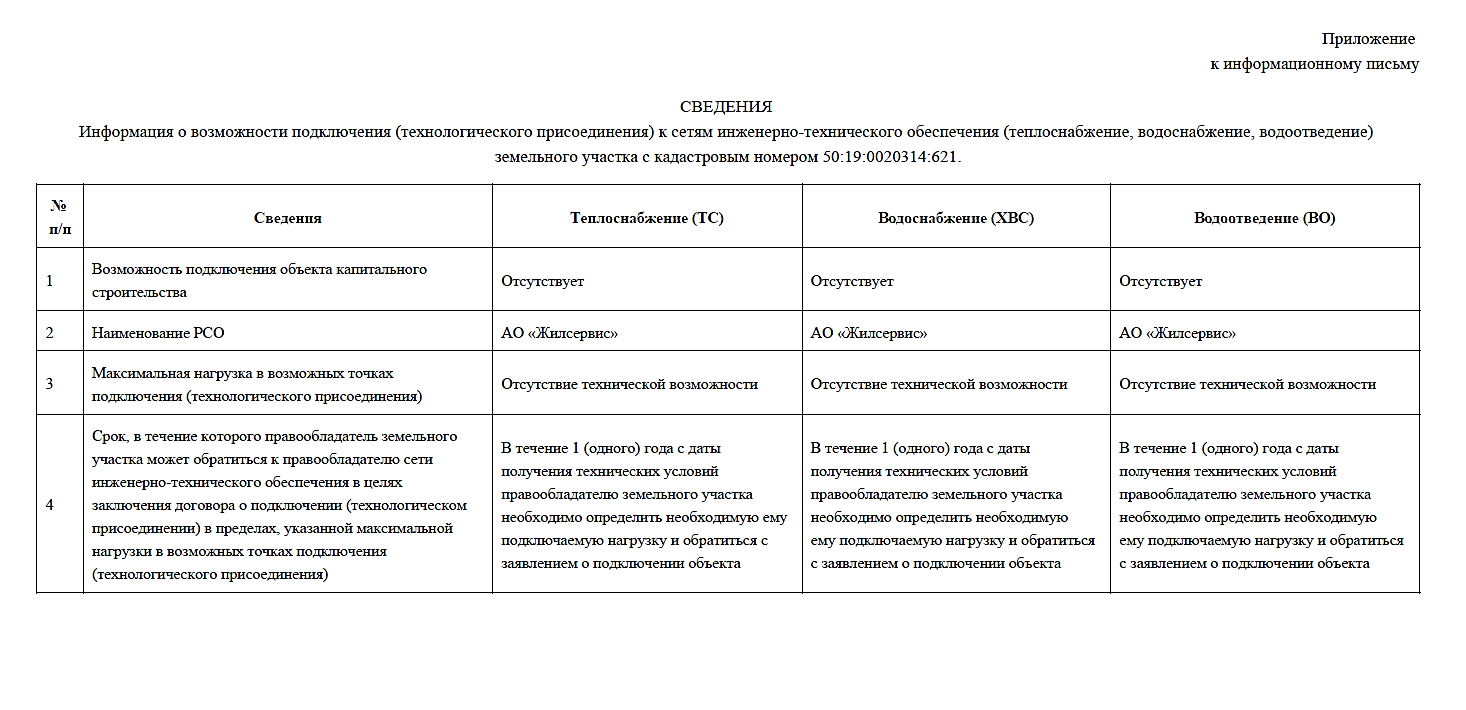 Приложение
к информационному письму
СВЕДЕНИЯ
Информация о возможности подключения (технологического присоединения) к сетям инженерно-технического обеспечения (теплоснабжение, водоснабжение, водоотведение)
земельного участка с кадастровым номером 50:19:0020314:621.
№
п/п
Сведения
Теплоснабжение (ТС)
Водоснабжение (ХВС)
Водоотведение (ВО)
1
Возможность подключения объекта капитального
строительства
Отсутствует
Отсутствует
Отсутствует
2
Наименование РСО
АО «Жилсервис»
АО «Жилсервис»
АО «Жилсервис»
3
Максимальная нагрузка в возможных точках
подключения (технологического присоединения)
Отсутствие технической возможности
Отсутствие технической возможности
Отсутствие технической возможности
4
Срок, в течение которого правообладатель земельного
участка может обратиться к правообладателю сети
инженерно-технического обеспечения в целях
заключения договора о подключении (технологическом
присоединении) в пределах, указанной максимальной
нагрузки в возможных точках подключения
(технологического присоединения)
В течение 1 (одного) года с даты
получения технических условий
правообладателю земельного участка
необходимо определить необходимую ему
подключаемую нагрузку и обратиться с
заявлением о подключении объекта
В течение 1 (одного) года с даты
получения технических условий
правообладателю земельного участка
необходимо определить необходимую
ему подключаемую нагрузку и обратиться
с заявлением о подключении объекта
В течение 1 (одного) года с даты
получения технических условий
правообладателю земельного участка
необходимо определить необходимую
ему подключаемую нагрузку и обратиться
с заявлением о подключении объекта